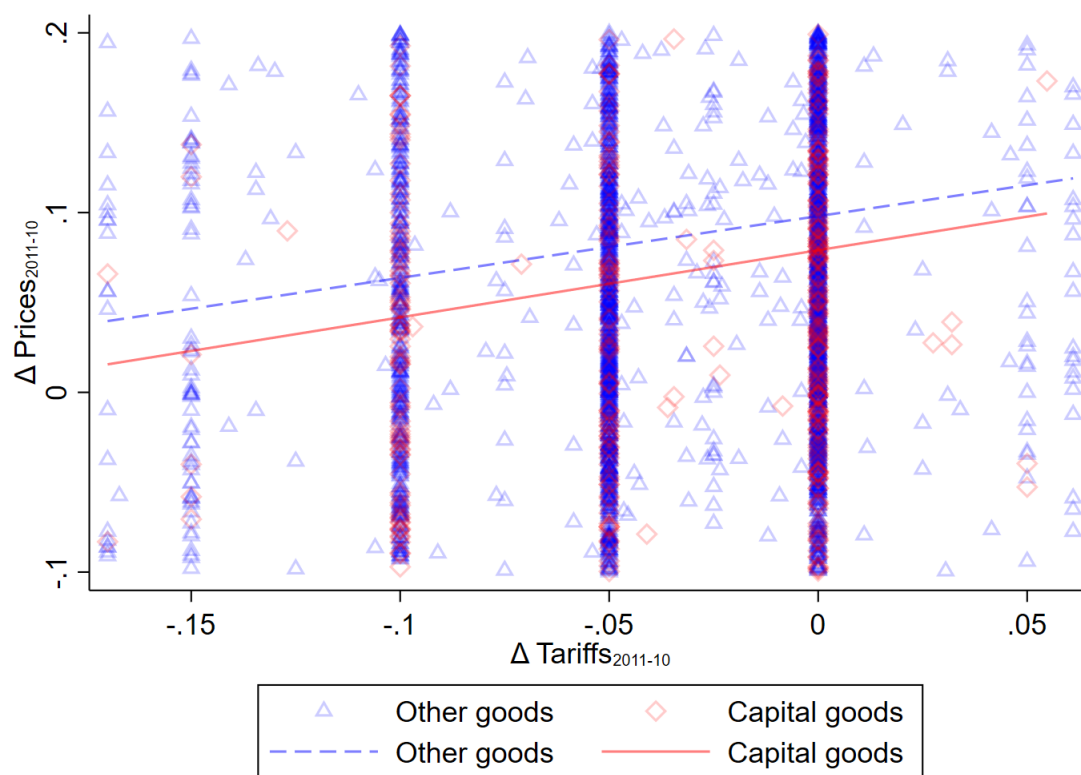 Δ Prices2011-10
.2
.1
0
-.1
-.15
-.1
-.05
0
.05
Δ Tariffs2011-10
Other goods
Capital goods
Other goods
Capital goods